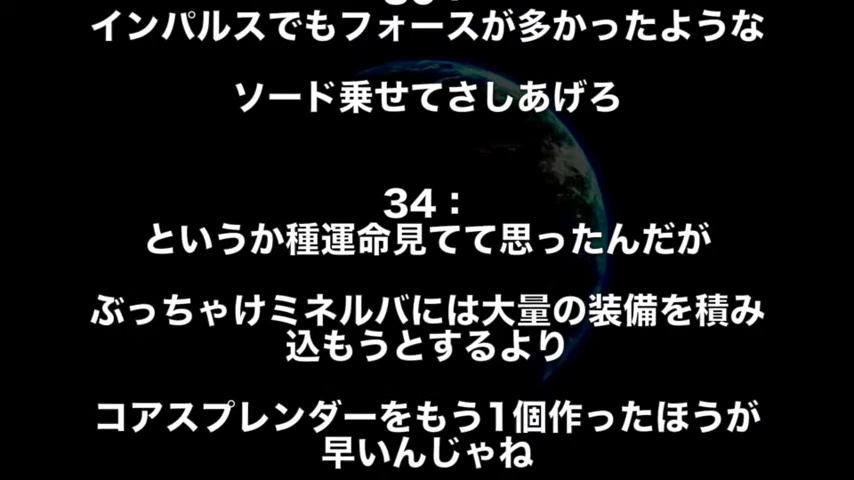 インパルスでもフォースが多かったような
ソード乗せてさしあげろ
34：
というか種運命見てて思ったんだが
ぶっちゃけミネルバには大量の装備を積み
込もうとするより
コアスプレンダーをもう1個作ったほうが
早いんじゃね